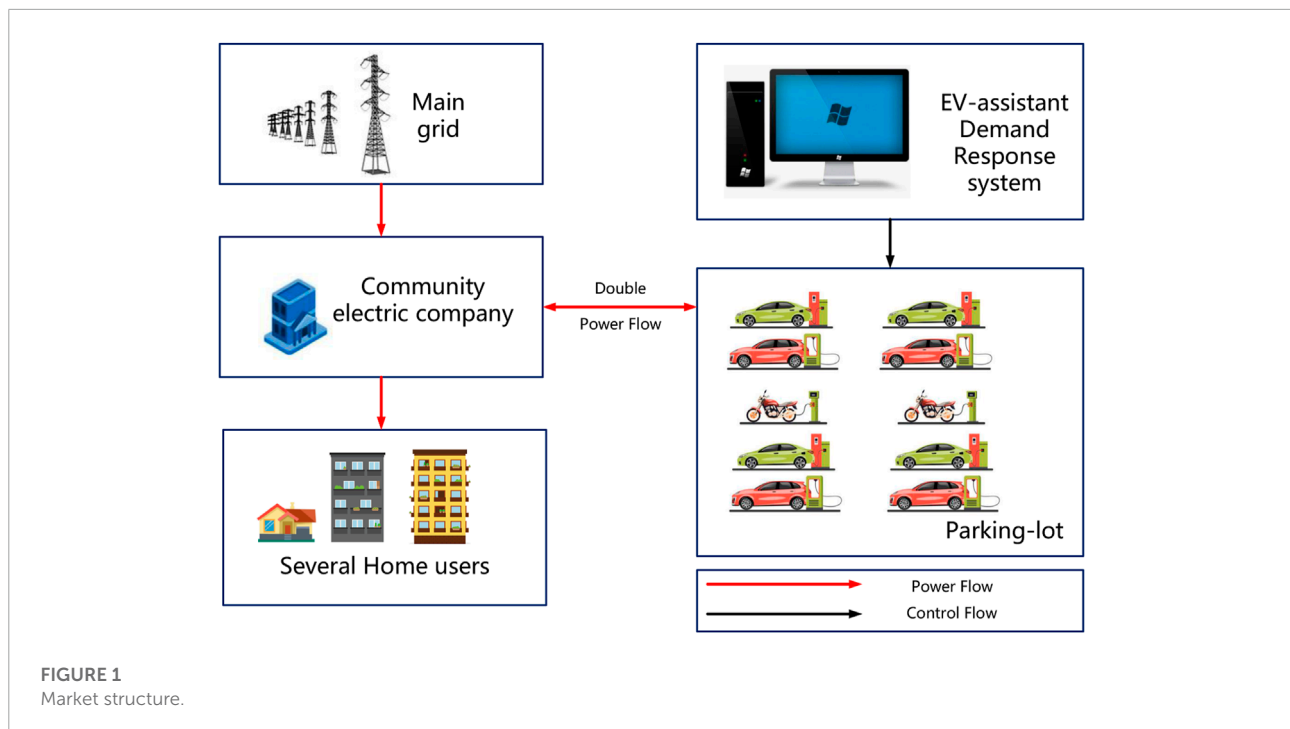 Main
grid
EV-assistant
Demand
Response
system
Community
electric company
Double
Power Flow
Several Home users
Parking-lot
Power Flow
Control Flow
FIGURE 1
Market structure.